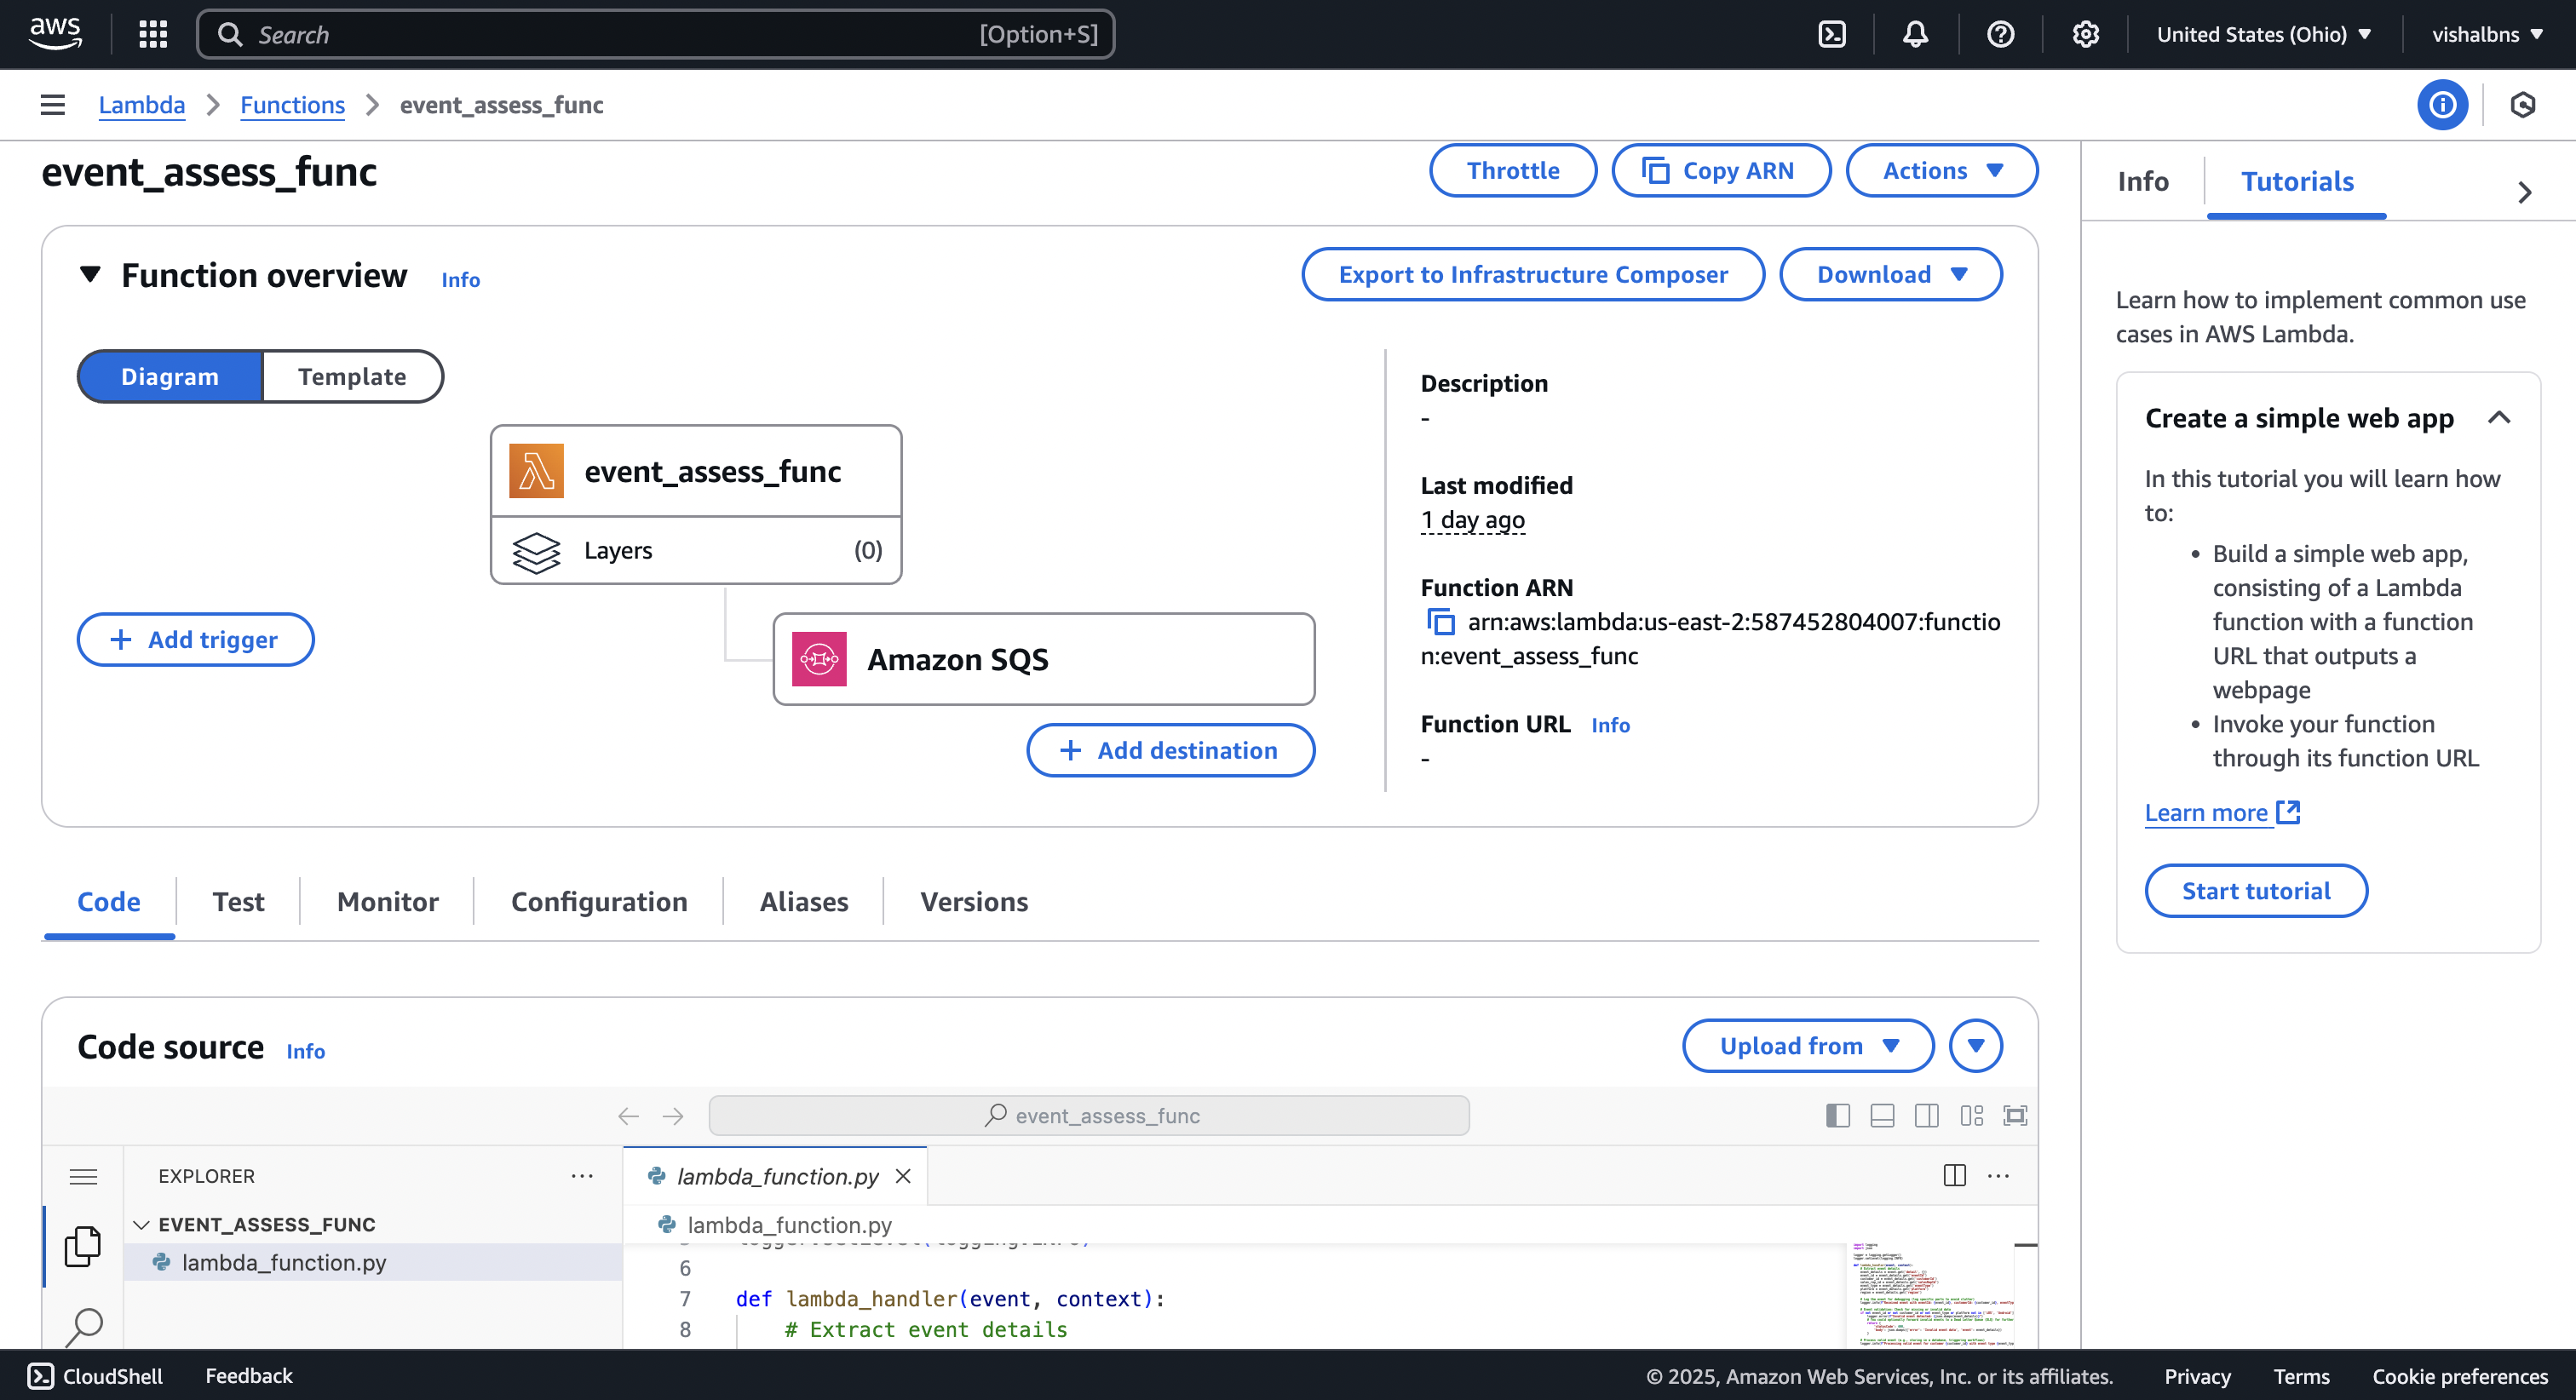 aws
Search
[Option+S]
United States (Ohio)
vishalbns
Lambda
Functions
event_assess_func
event_assess_func
Throttle
Copy ARN
Actions
Function overview
Info
Export to Infrastructure Composer
Download
Diagram
Template
event_assess_func
Layers
(0)
Add trigger
Amazon SQS
Add destination
Description
-
Last modified
1 day ago
Function ARN
arn:aws:lambda:us-east-2:587452804007:functio
n:event_assess_func
Function URL
Info
-
Info
Tutorials
Learn how to implement common use
cases in AWS Lambda.
Create a simple web app
In this tutorial you will learn how
to:
• Build a simple web app,
consisting of a Lambda
function with a function
URL that outputs a
webpage
• Invoke your function
through its function URL
Learn more
Start tutorial
Code
Test
Monitor
Configuration
Aliases
Versions
Code source
Info
Upload from
event_assess_func
EXPLORER
EVENT_ASSESS_FUNC
lambda_function.py
lambda_function.py
lambda_function.py
6
7 def lambda_handler(event, context):
8 # Extract event details
CloudShell
Feedback
© 2025, Amazon Web Services, Inc. or its affiliates.
Privacy
Terms
Cookie preferences